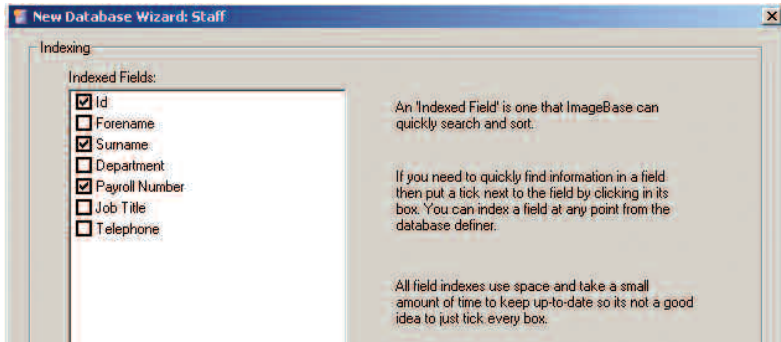 New Database Wizard: Staff
Indexing
Indexed Fields:
Id
Forename
Surname
Department
Payroll Number
Job Title
Telephone
An 'Indexed Field' is one that ImageBase can
quickly search and sort.
If you need to quickly find information in a field
then put a tick next to the field by clicking in its
box. You can index a field at any point from the
database definer.
All field indexes use space and take a small
amount of time to keep up-to-date so its not a good
idea to just tick every box.